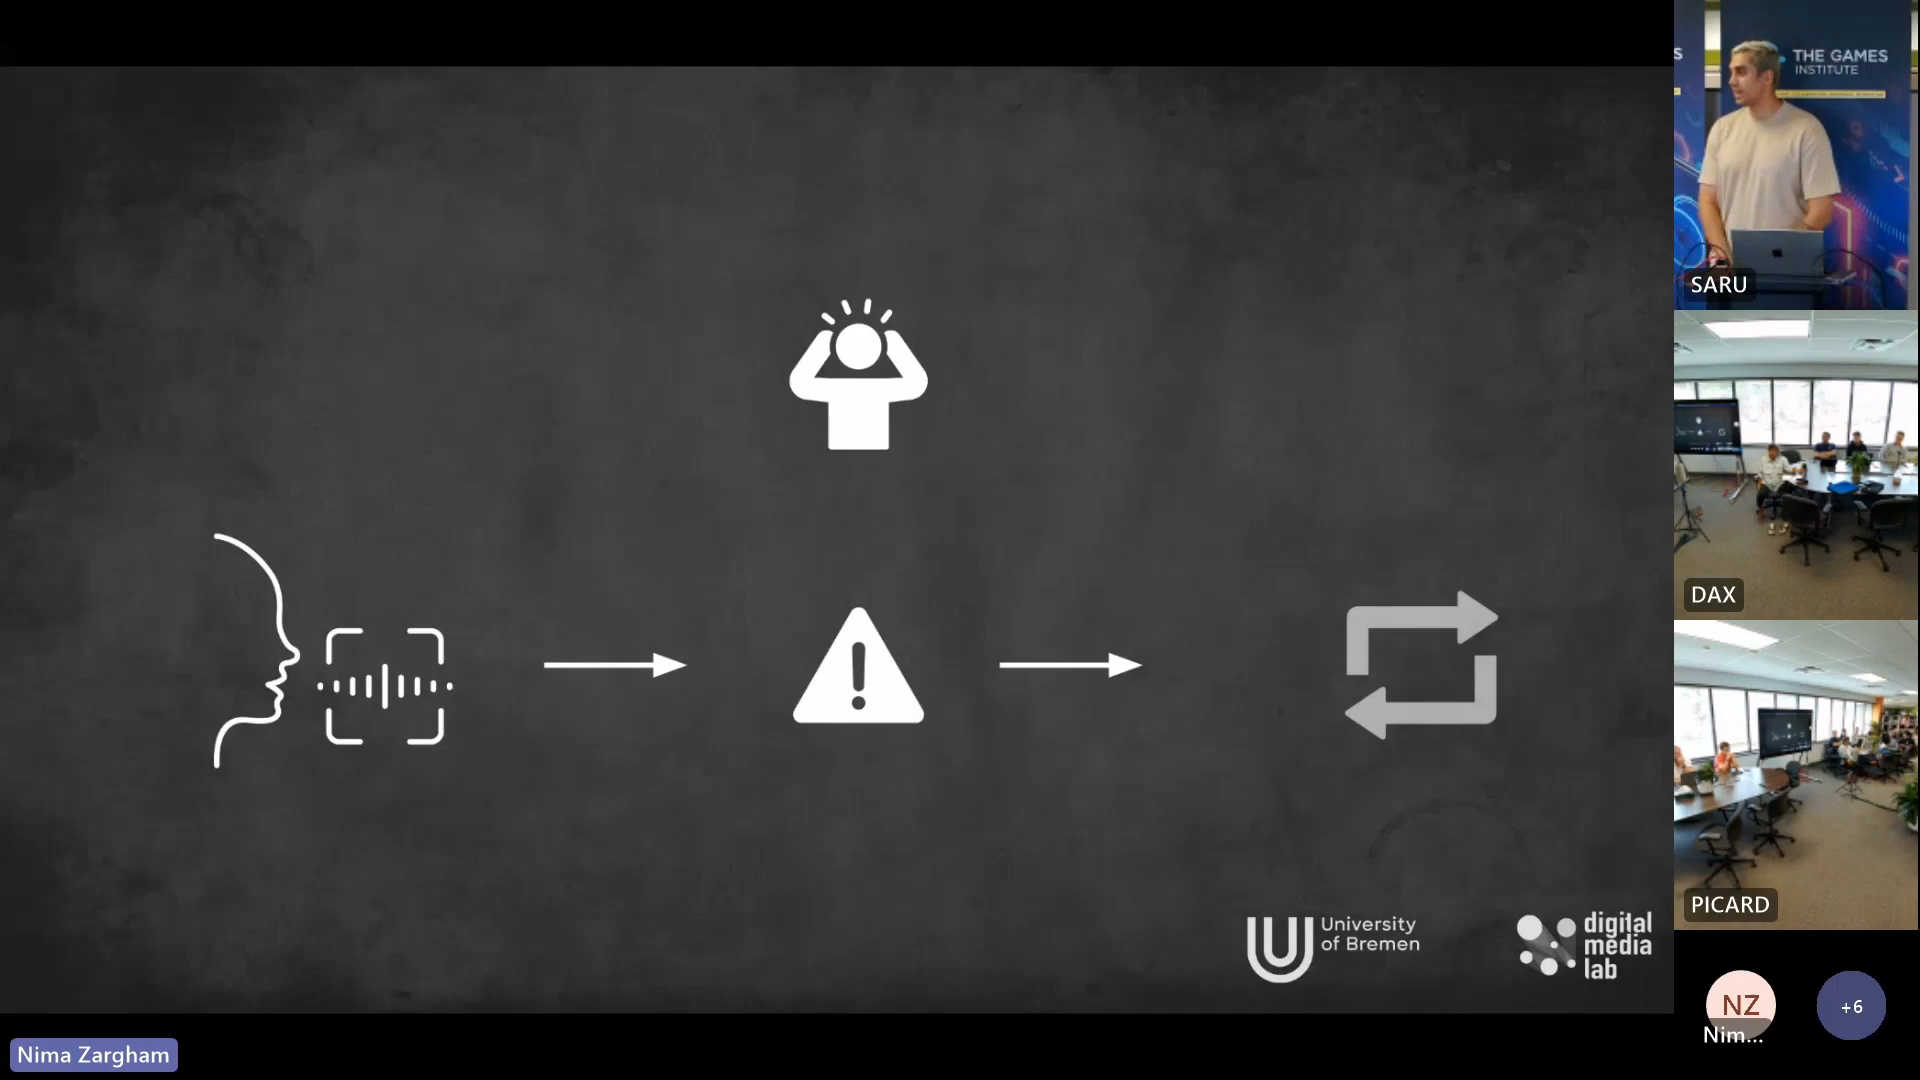 S
THE GAMES
INSTITUTE
SARU
DAX
PICARD
University
of Bremen
digital
media
lab
NZ
Nim...
+6
Nima Zargham